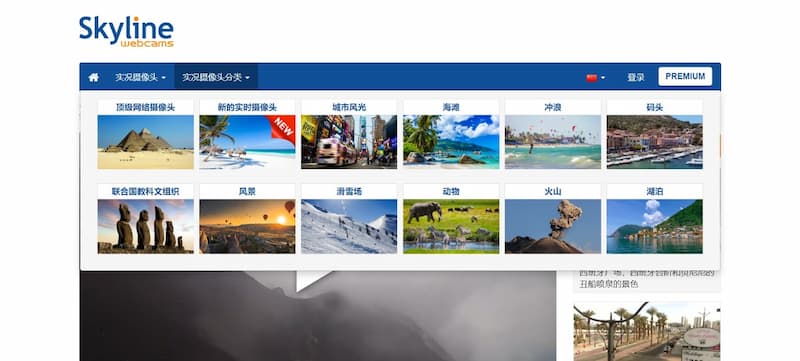 Skyline
webcams
实况摄像头
实况摄像头分类
登录
PREMIUM
顶级网络摄像头
新的实时摄像头
城市风光
海滩
冲浪
码头
NEW
联合国教科文组织
风景
滑雪场
动物
火山
湖泊
西班牙广场，西班牙台阶和贝尼尼的
丑船喷泉的景色